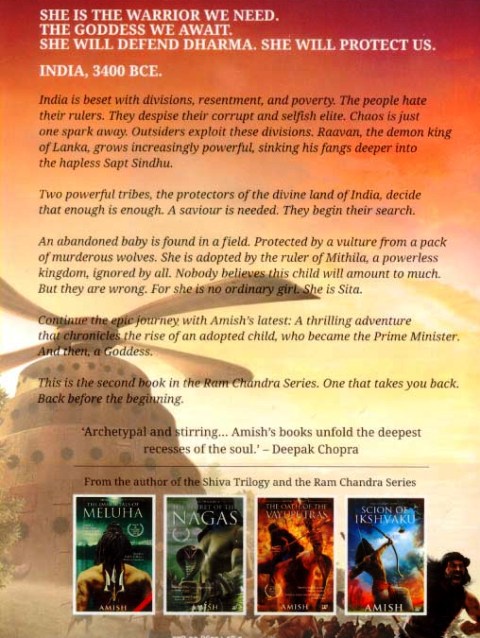 SHE IS THE WARRIOR WE NEED.
THE GODDESS WE AWAIT.
SHE WILL DEFEND DHARMA. SHE WILL PROTECT US.
INDIA, 3400 BCE.
India is beset with divisions, resentment, and poverty. The people hate
their rulers. They despise their corrupt and selfish elite. Chaos is just
one spark away. Outsiders exploit these divisions. Raavan, the demon king
of Lanka, grows increasingly powerful, sinking his fangs deeper into
the hapless Sapt Sindhu.
Two powerful tribes, the protectors of the divine land of India, decide
that enough is enough. A saviour is needed. They begin their search.
An abandoned baby is found in a field. Protected by a vulture from a pack
of murderous wolves. She is adopted by the ruler of Mithila, a powerless
kingdom, ignored by all. Nobody believes this child will amount to much.
But they are wrong. For she is no ordinary girl. She is Sita.
Continue the epic journey with Amish's latest: A thrilling adventure
that chronicles the rise of an adopted child, who became the Prime Minister.
And then, a Goddess.
This is the second book in the Ram Chandra Series. One that takes you back.
Back before the beginning.
‘Archetypal and stirring... Amish's books unfold the deepest
recesses of the soul.’ – Deepak Chopra
From the author of the Shiva Trilogy and the Ram Chandra Series
THE IMMORTALS OF
MELUHA
AMISH
THE SECRET OF THE
NAGAS
AMISH
THE OATH OF THE
VAYUPUTRAS
AMISH
SCION OF
IKSHVAKU
AMISH